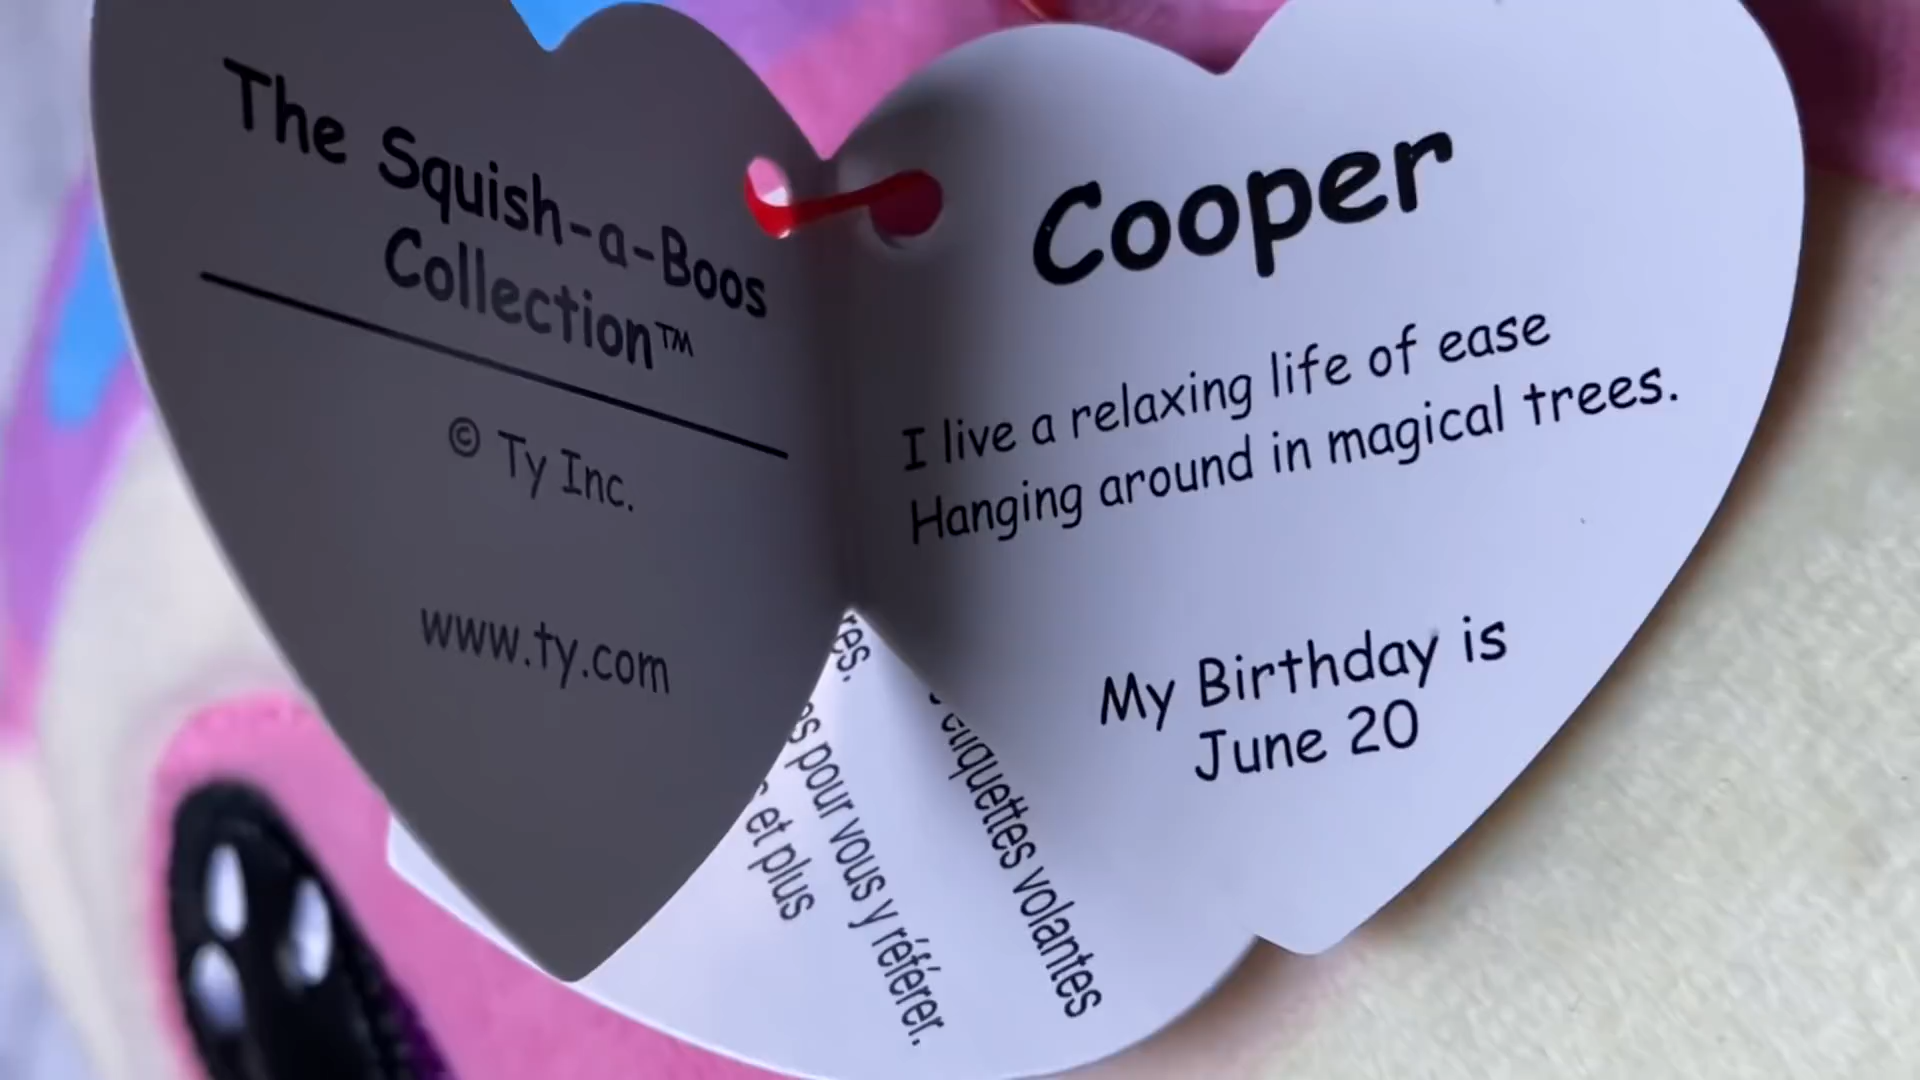 The Squish-a-Boos
Collection™
© Ty Inc.
www.ty.com
Cooper
I live a relaxing life of ease
Hanging around in magical trees.
My Birthday is
June 20
pour vous y référer.
et plus
étiquettes volantes